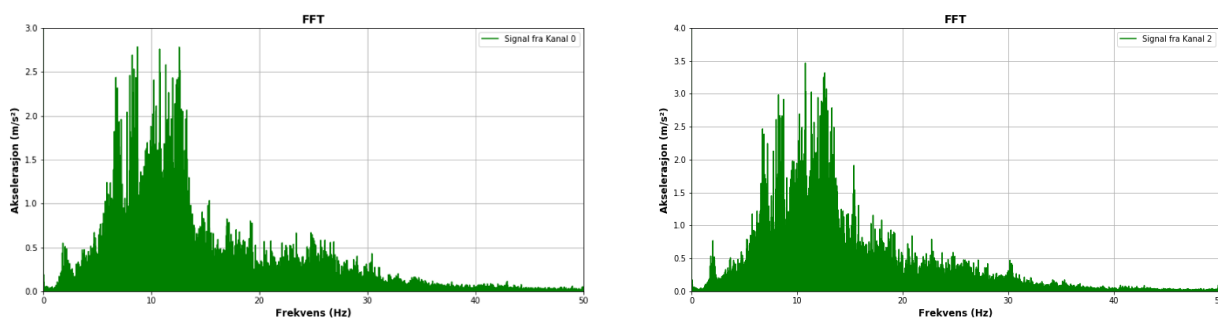 FFT
Signal fra Kanal 0
Akselerasjon (m/s²)
3.0
2.5
2.0
1.5
1.0
0.5
0.0
0 10 20 30 40 50
Frekvens (Hz)
FFT
Signal fra Kanal 2
Akselerasjon (m/s²)
4.0
3.5
3.0
2.5
2.0
1.5
1.0
0.5
0.0
0 10 20 30 40
Frekvens (Hz)